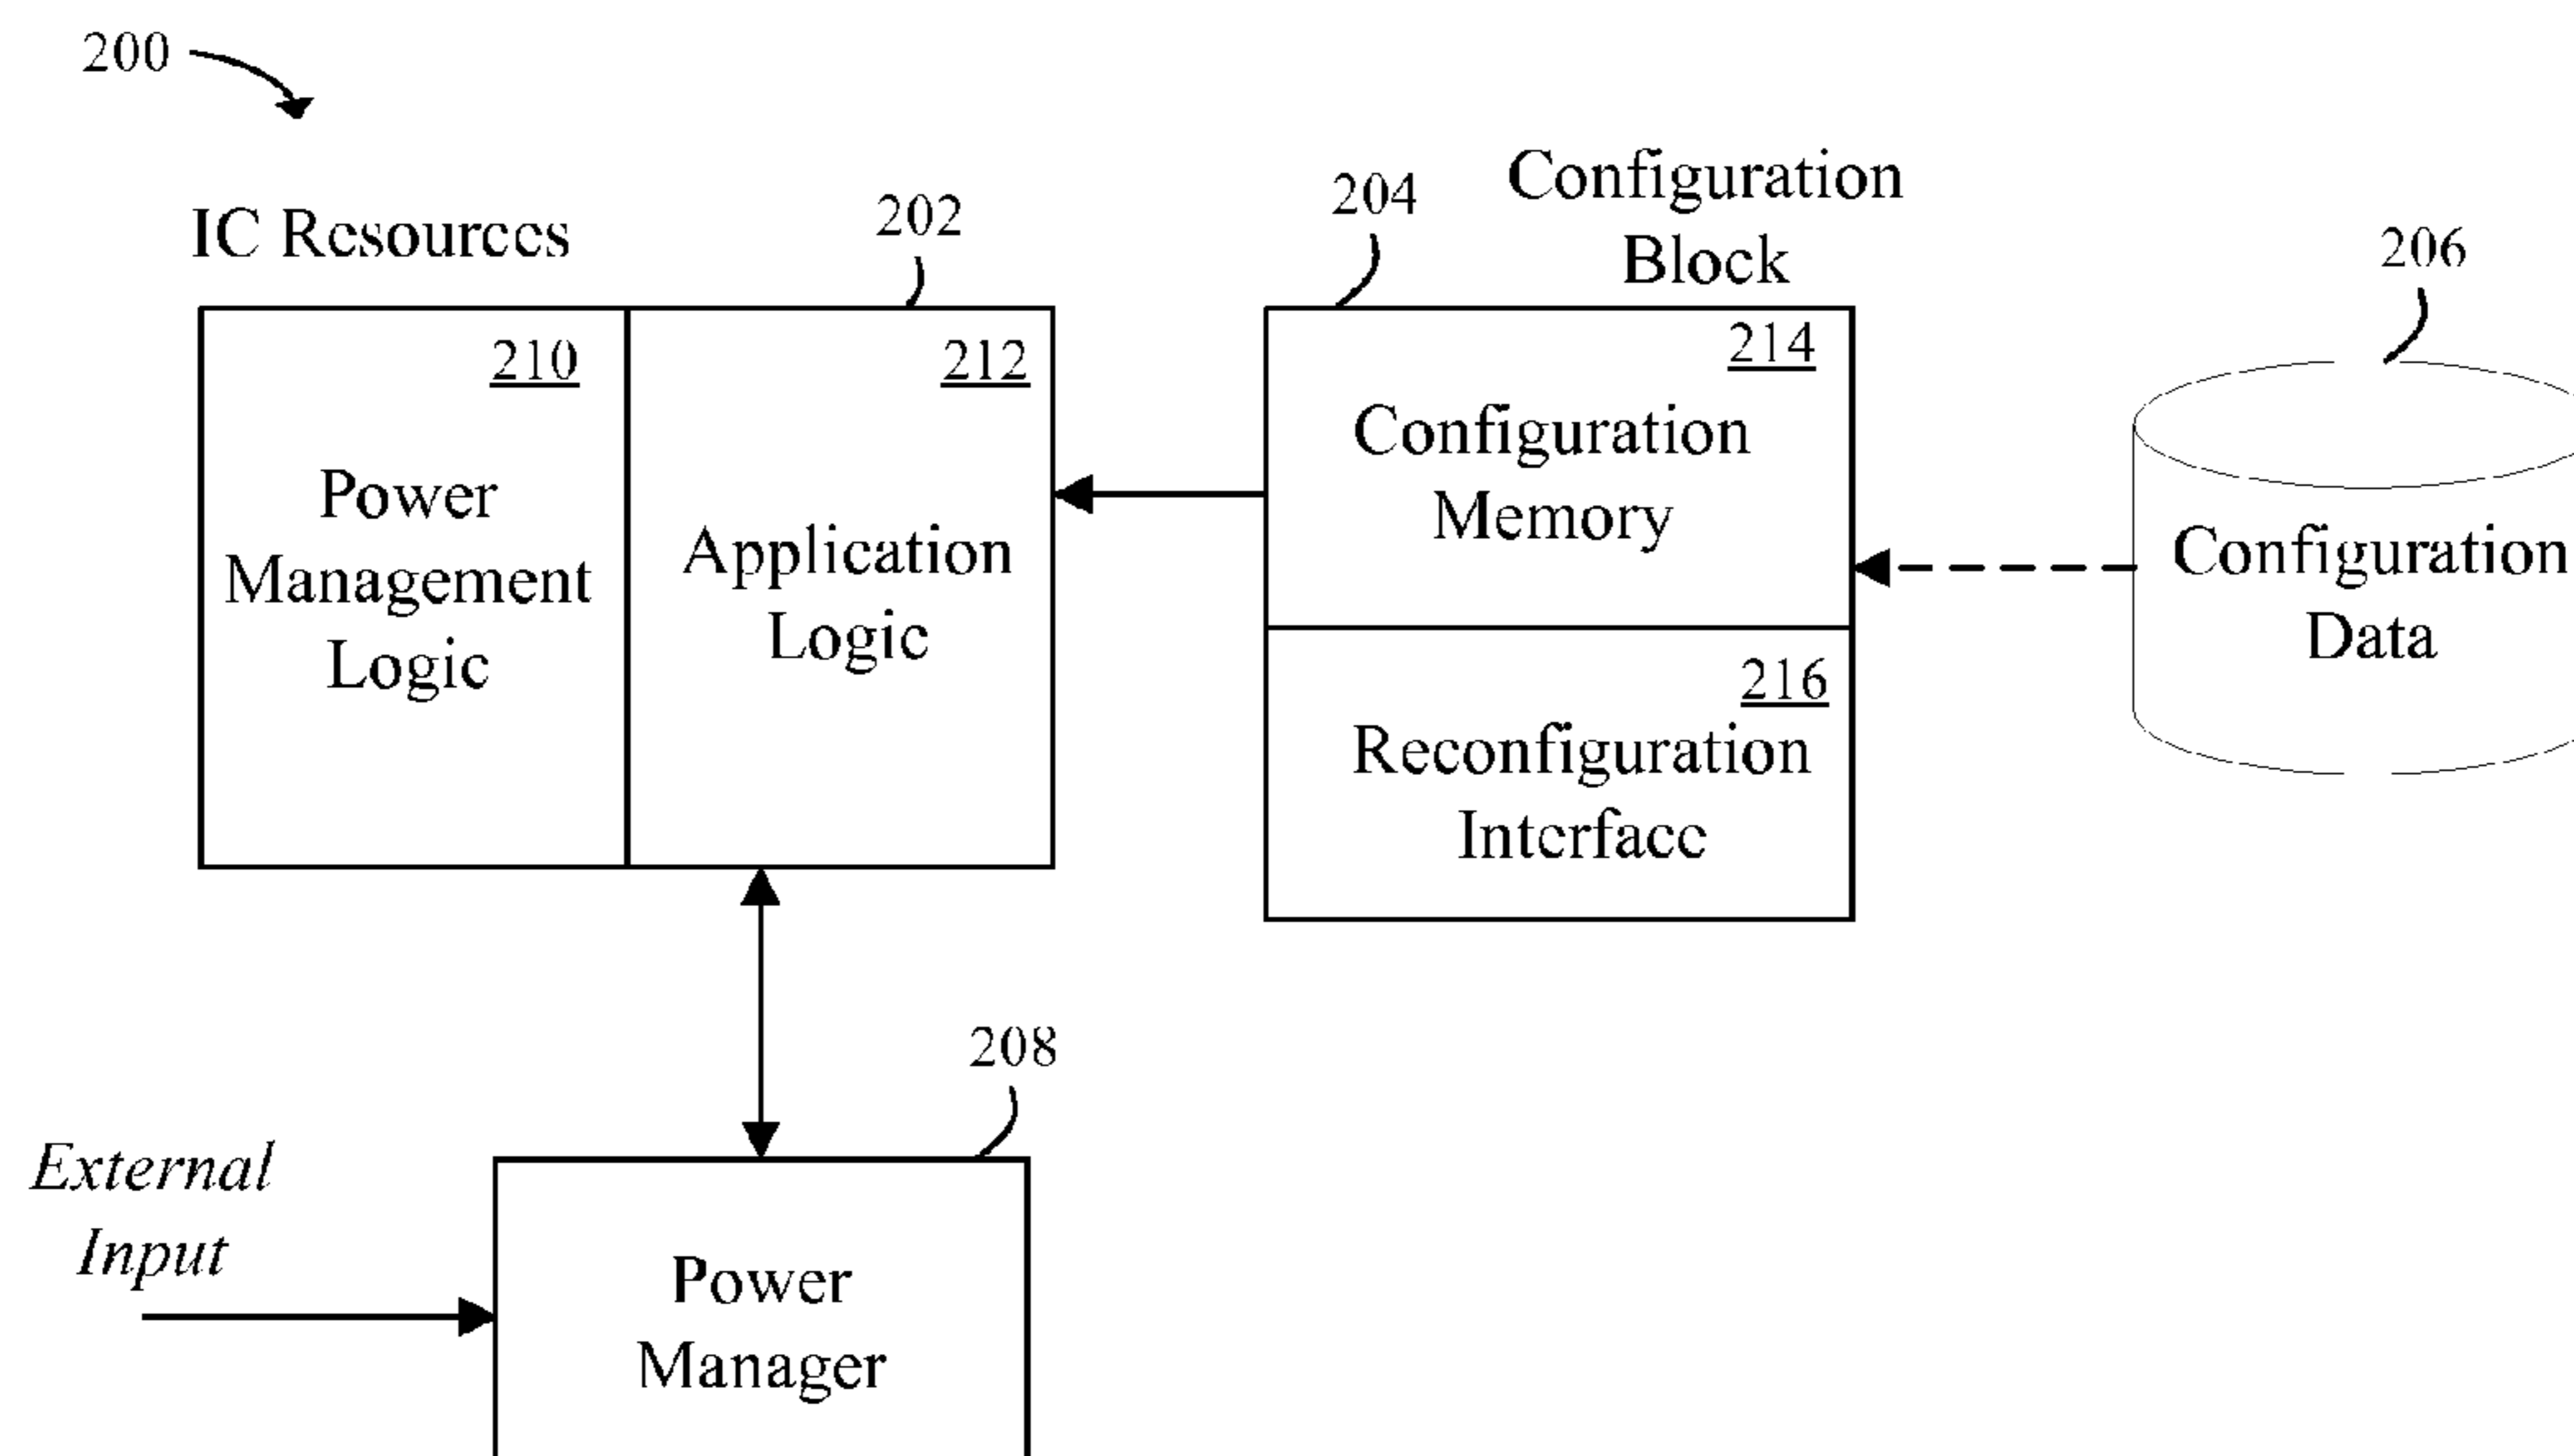 200
IC Resources
202
204
Configuration
Block
206
210
Power
Management
Logic
212
Application
Logic
214
Configuration
Memory
216
Reconfiguration
Interface
Configuration
Data
208
External
Input
Power
Manager